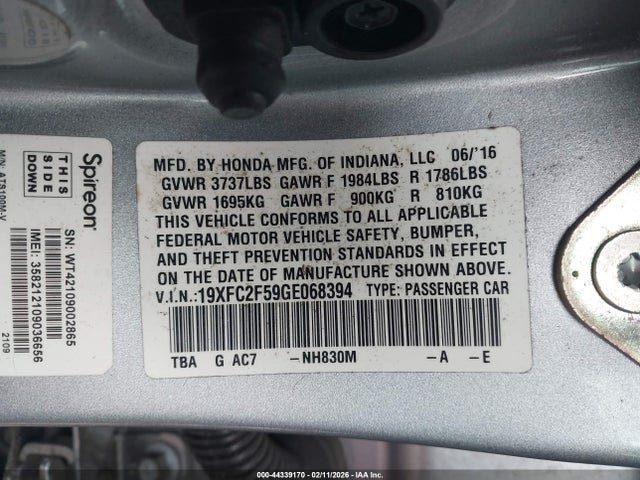 MFD. BY HONDA MFG. OF INDIANA, LLC 06/'16
GVWR 3737LBS GAWR F 1984LBS R 1786LBS
GVWR 1695KG GAWR F 900KG R 810KG
THIS VEHICLE CONFORMS TO ALL APPLICABLE
FEDERAL MOTOR VEHICLE SAFETY, BUMPER,
AND THEFT PREVENTION STANDARDS IN EFFECT
ON THE DATE OF MANUFACTURE SHOWN ABOVE.
V.I.N.:19XFC2F59GE068394 TYPE: PASSENGER CAR
TBA G AC7 –NH830M –A –E
Spireon
THIS
SIDE
DOWN
SN: WT42109002865
IMEI: 358212109036656
M/N: ATS100M-V
2109
000-44339170 - 02/11/2026 - IAA Inc.